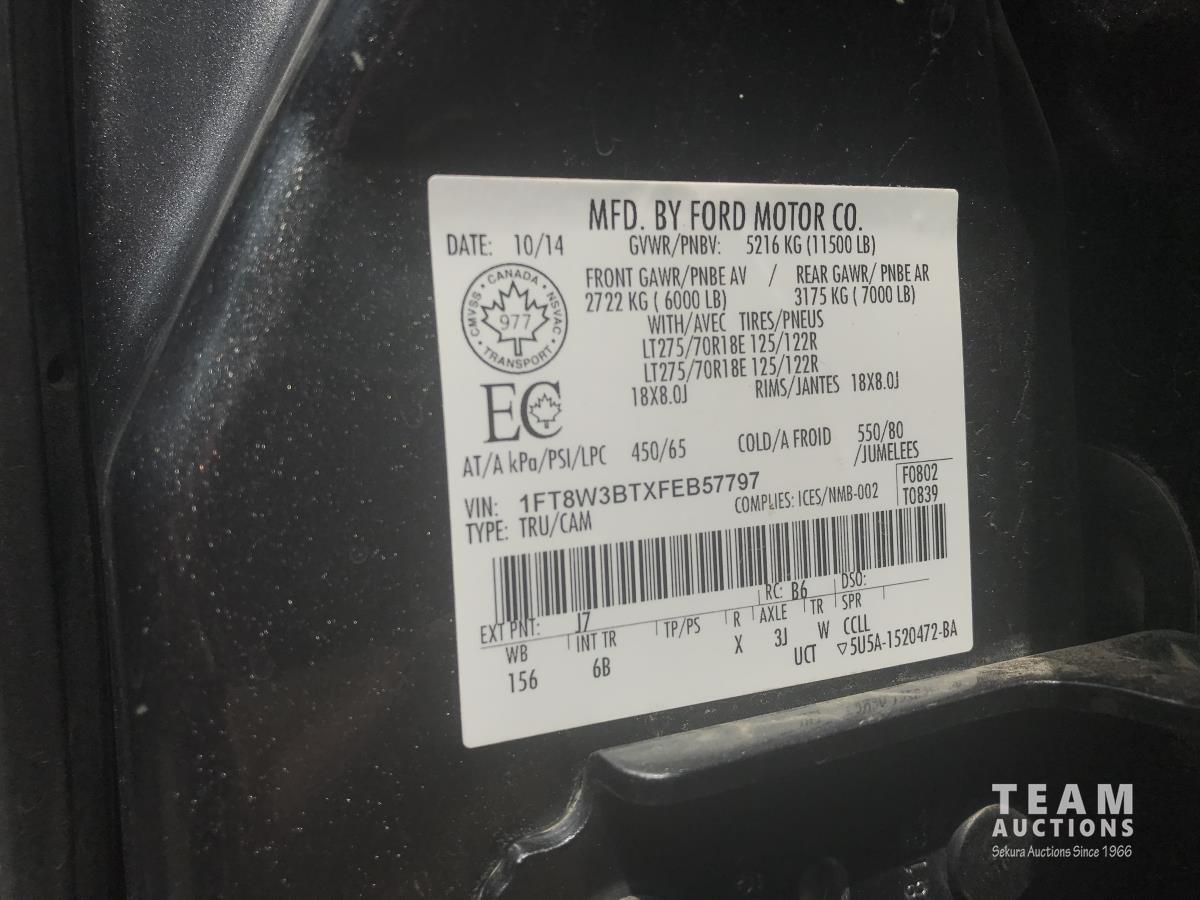 MFD. BY FORD MOTOR CO.
DATE: 10/14 GVWR/PNBV: 5216 KG (11500 LB)
FRONT GAWR/PNBE AV / REAR GAWR/ PNBE AR
2722 KG ( 6000 LB) 3175 KG ( 7000 LB)
WITH/AVEC TIRES/PNEUS
LT275/70R18E 125/122R
LT275/70R18E 125/122R
18X8.0J RIMS/JANTES 18X8.0J
CANADA
CMVSS 977 NSVAC
TRANSPORT
EC
AT/A kPa/PSI/LPC 450/65 COLD/A FROID 550/80
/JUMELEES
VIN: 1FT8W3BTXFEB57797
COMPLIES: ICES/NMB-002
F0802
T0839
TYPE: TRU/CAM
EXT PNT: J7 RC: B6 DSO:
WB INT TR TP/PS R AXLE TR SPR
156 6B X 3J W CCLL
UCT ▽5U5A-1520472-BA
TEAM
AUCTIONS
Sekura Auctions Since 1966